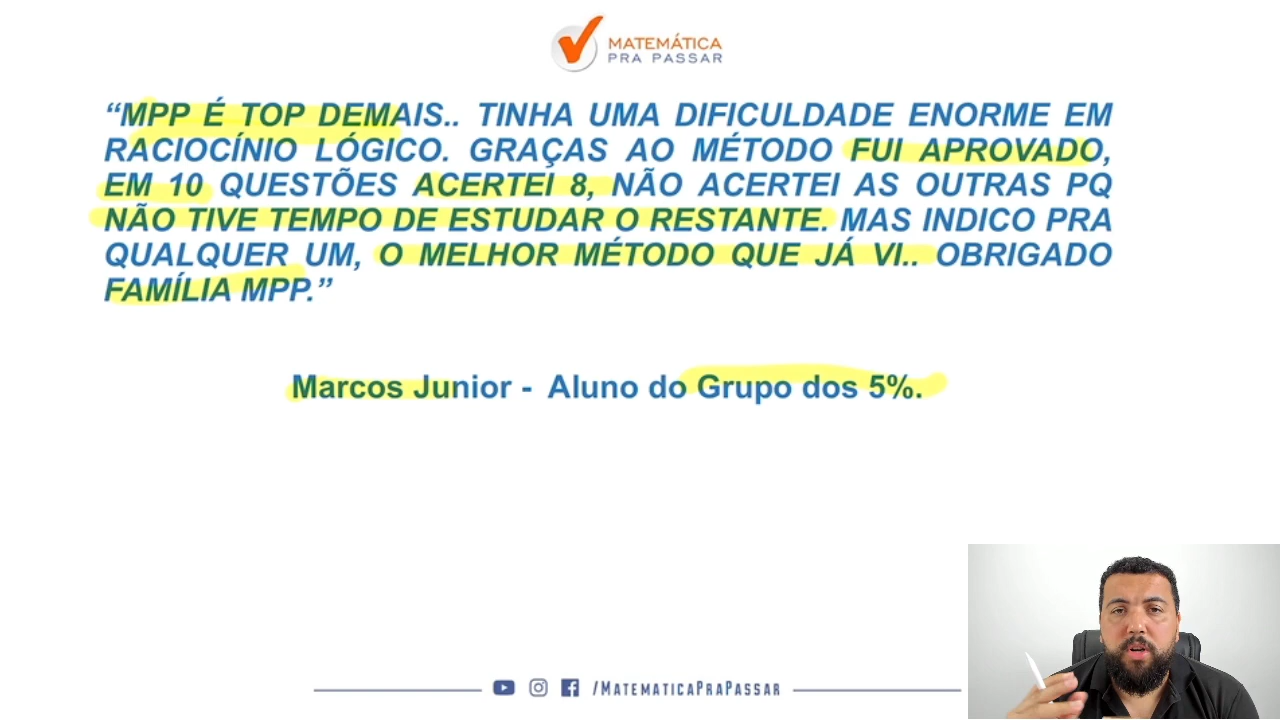 MATEMÁTICA
PRA PASSAR
“MPP É TOP DEMAIS.. TINHA UMA DIFICULDADE ENORME EM
RACIOCÍNIO LÓGICO. GRAÇAS AO MÉTODO FUI APROVADO,
EM 10 QUESTÕES ACERTEI 8, NÃO ACERTEI AS OUTRAS PQ
NÃO TIVE TEMPO DE ESTUDAR O RESTANTE. MAS INDICO PRA
QUALQUER UM, O MELHOR MÉTODO QUE JÁ VI.. OBRIGADO
FAMÍLIA MPP.”
Marcos Junior - Aluno do Grupo dos 5%.
/MATEMATICAPRAPASSAR